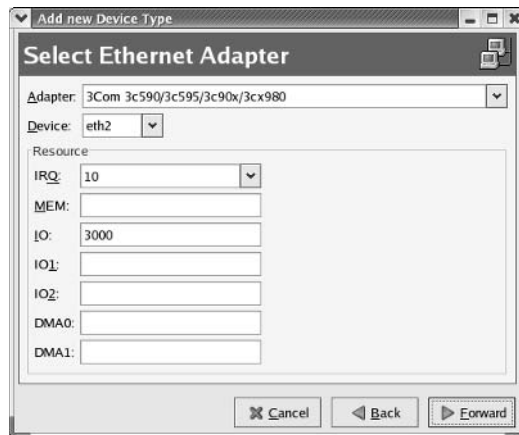 Add new Device Type
Select Ethernet Adapter
Adapter: 3Com 3c590/3c595/3c90x/3cx980
Device: eth2
Resource
IRQ: 10
MEM:
IO: 3000
IO1:
IO2:
DMA0:
DMA1:
Cancel Back Forward